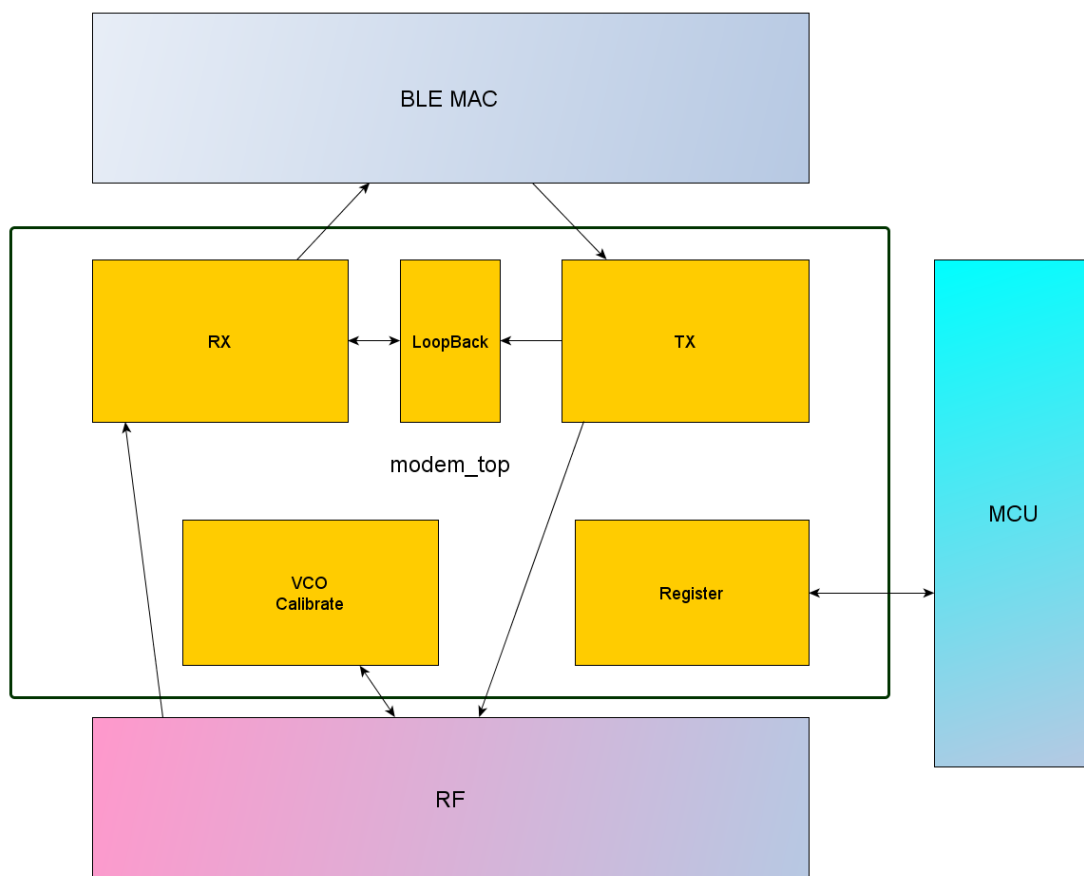 BLE MAC
RX
LoopBack
TX
modem_top
MCU
VCO
Calibrate
Register
RF